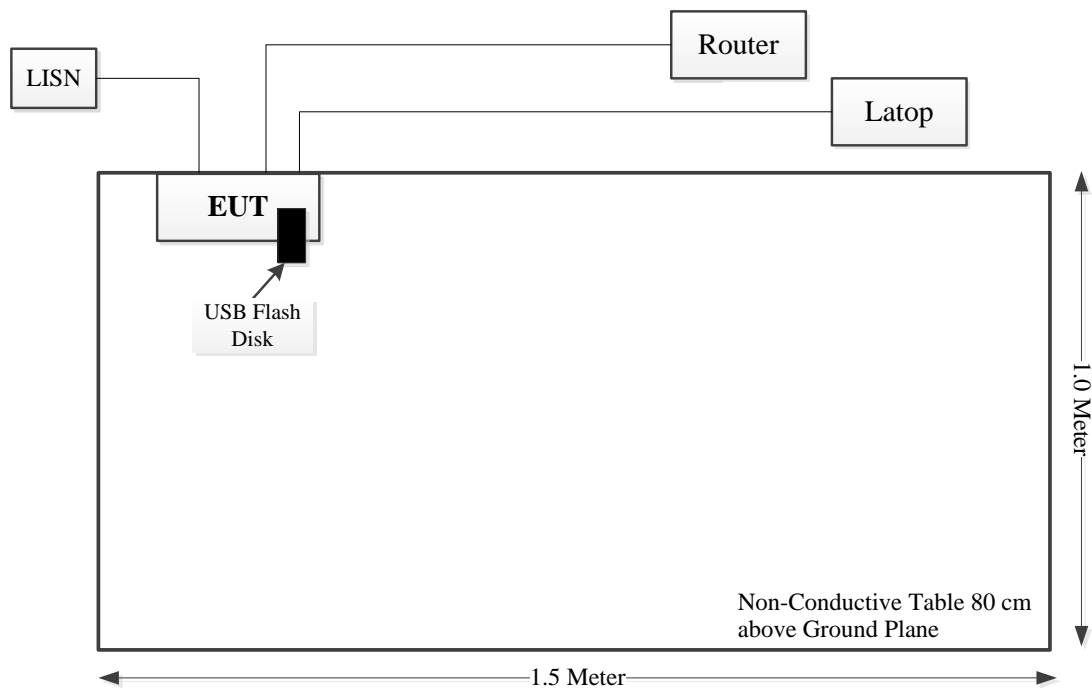 Router
LISN
Latop
EUT
USB Flash
Disk
1.0 Meter
Non-Conductive Table 80 cm
above Ground Plane
1.5 Meter